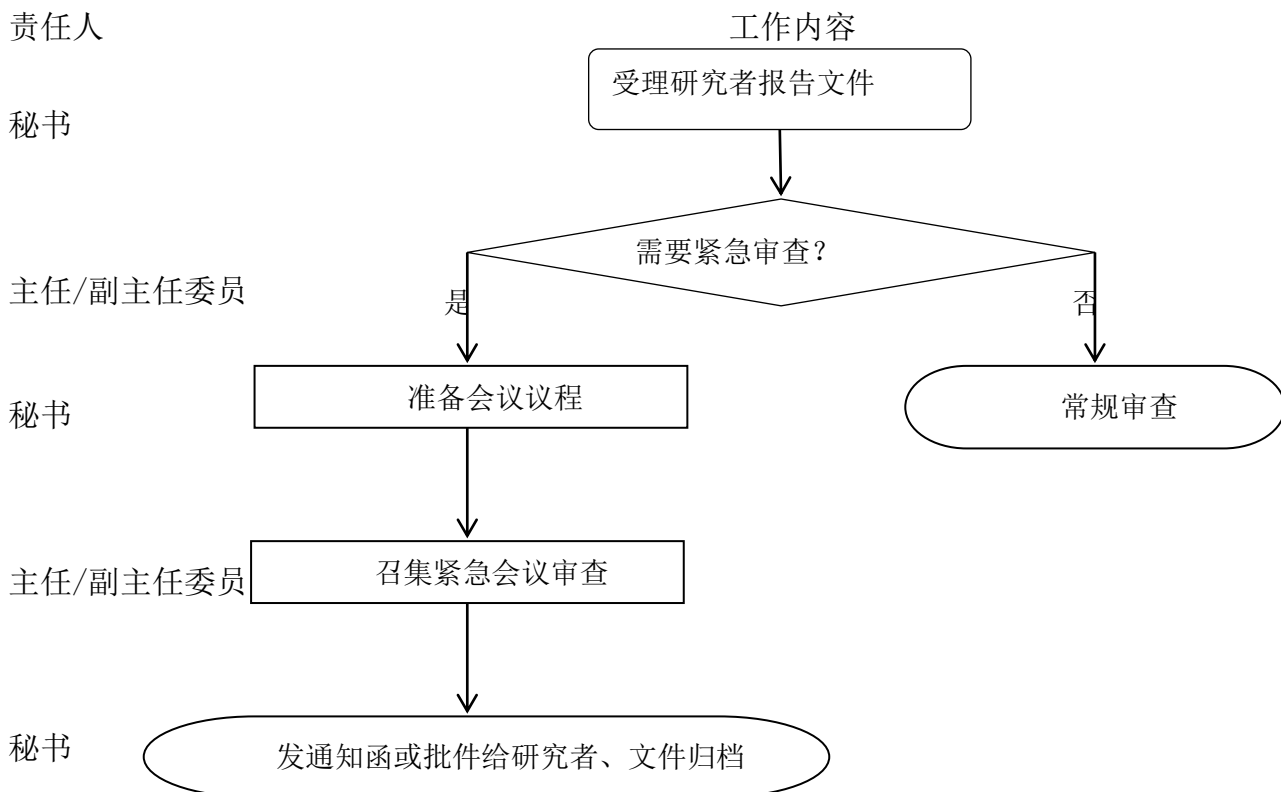 责任人 工作内容
受理研究者报告文件
秘书
需要紧急审查？
主任/副主任委员
是 否
准备会议议程
秘书 常规审查
召集紧急会议审查
主任/副主任委员
秘书 发通知函或批件给研究者、文件归档